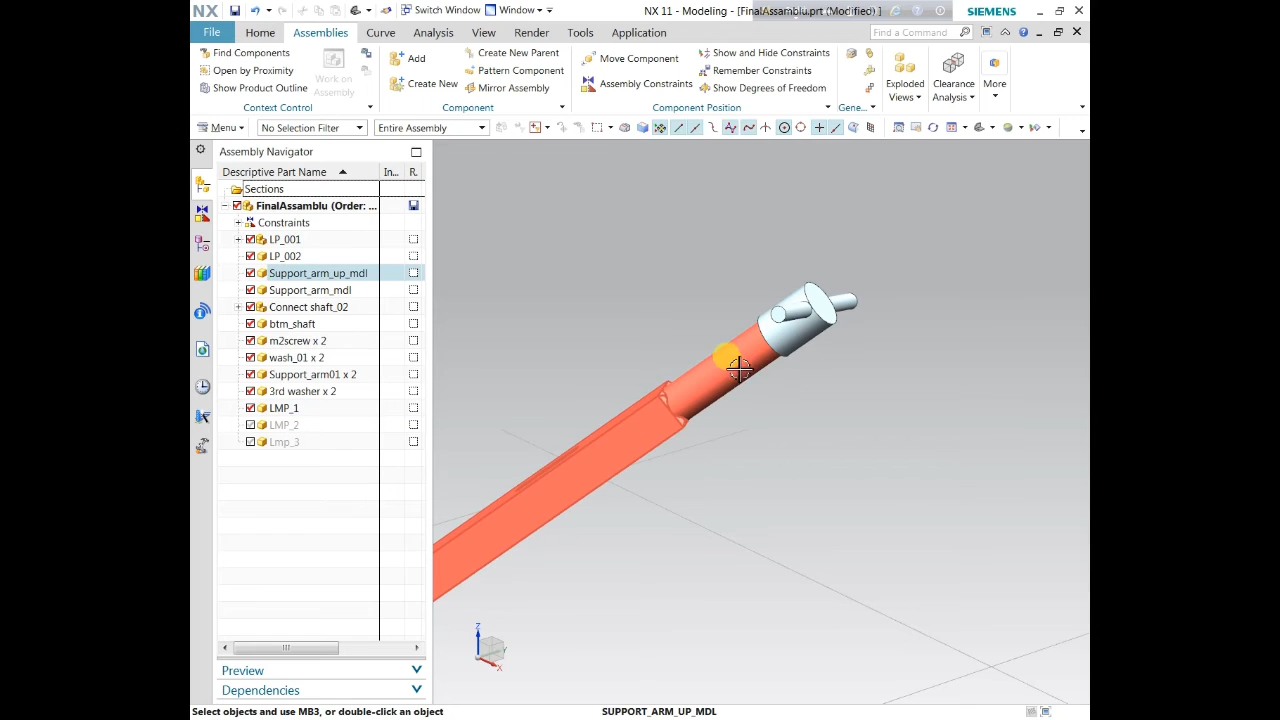 NX
Switch Window
Window
NX 11 - Modeling - [FinalAssamblu.prt (Modified) ]
SIEMENS
File
Home
Assemblies
Curve
Analysis
View
Render
Tools
Application
Find a Command
Find Components
Open by Proximity
Show Product Outline
Work on
Assembly
Context Control
Add
Create New
Create New Parent
Pattern Component
Mirror Assembly
Component
Move Component
Assembly Constraints
Show and Hide Constraints
Remember Constraints
Show Degrees of Freedom
Component Position
Gene...
Exploded
Views
Clearance
Analysis
More
Menu
No Selection Filter
Entire Assembly
Assembly Navigator
Descriptive Part Name
In...
R.
Sections
FinalAssamblu (Order: ...
Constraints
LP_001
LP_002
Support_arm_up_mdl
Support_arm_mdl
Connect shaft_02
btm_shaft
m2screw x 2
wash_01 x 2
Support_arm01 x 2
3rd washer x 2
LMP_1
LMP_2
Lmp_3
Z
Y
X
Preview
Dependencies
Select objects and use MB3, or double-click an object
SUPPORT_ARM_UP_MDL